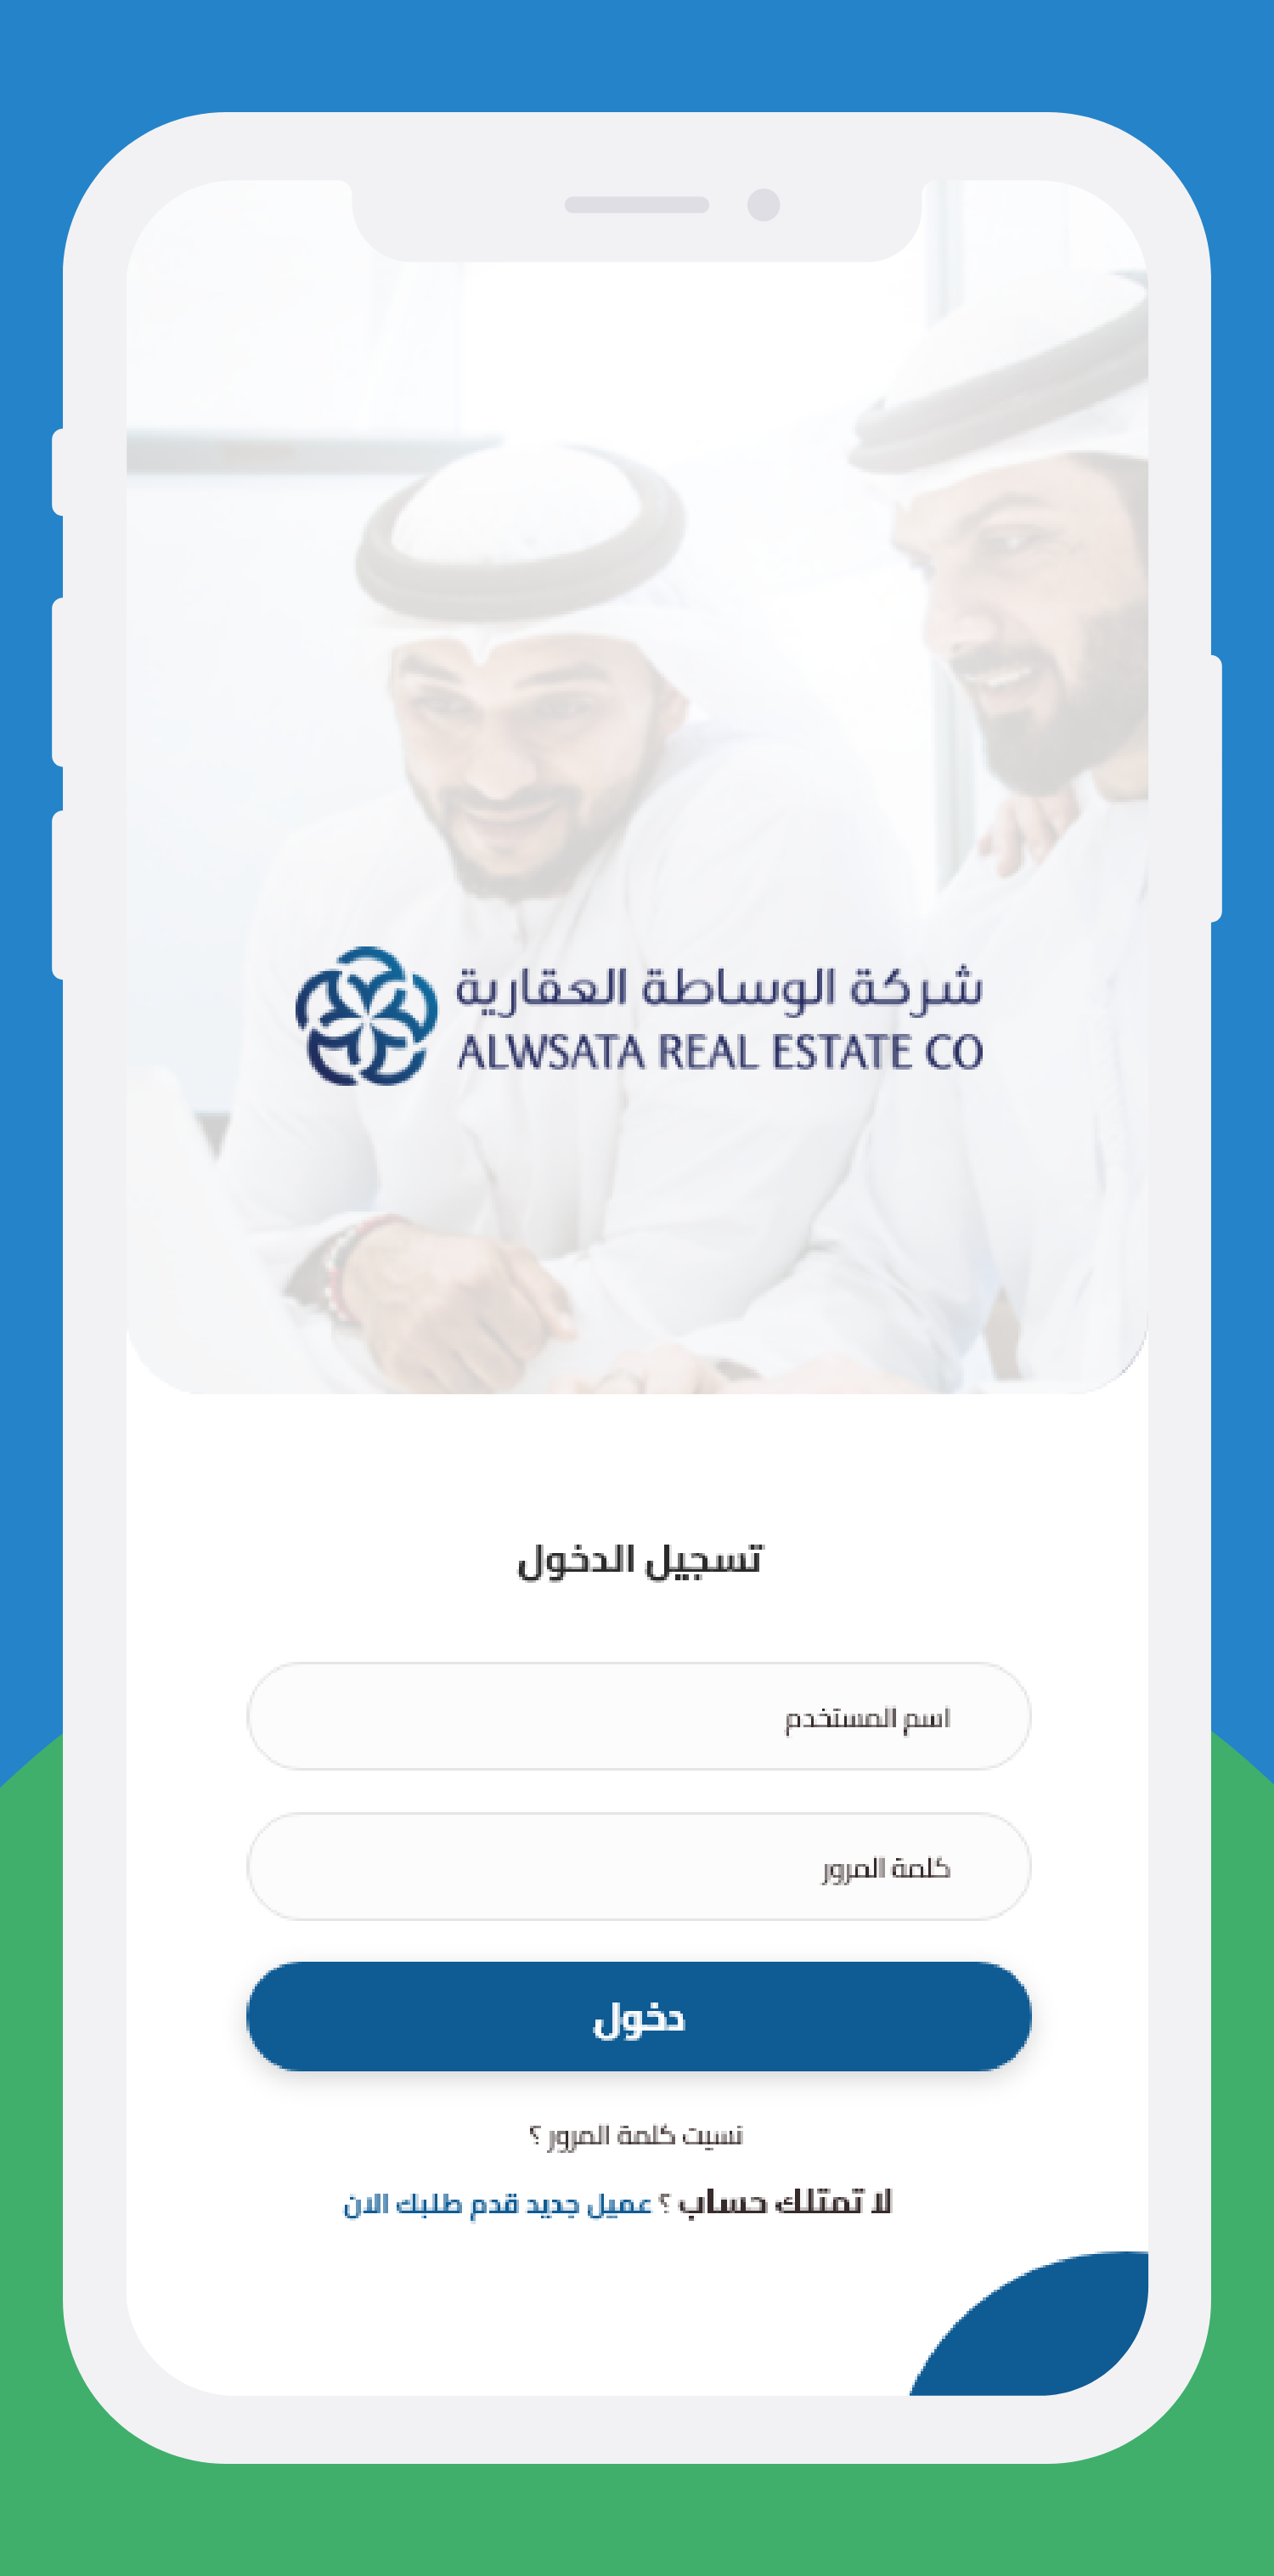 شركة الوساطة العقارية
ALWSATA REAL ESTATE CO
تسجيل الدخول
اسم المستخدم
كلمة المرور
دخول
نسيت كلمة المرور ؟
لا تمتلك حساب ؟ عميل جديد قدم طلبك الان